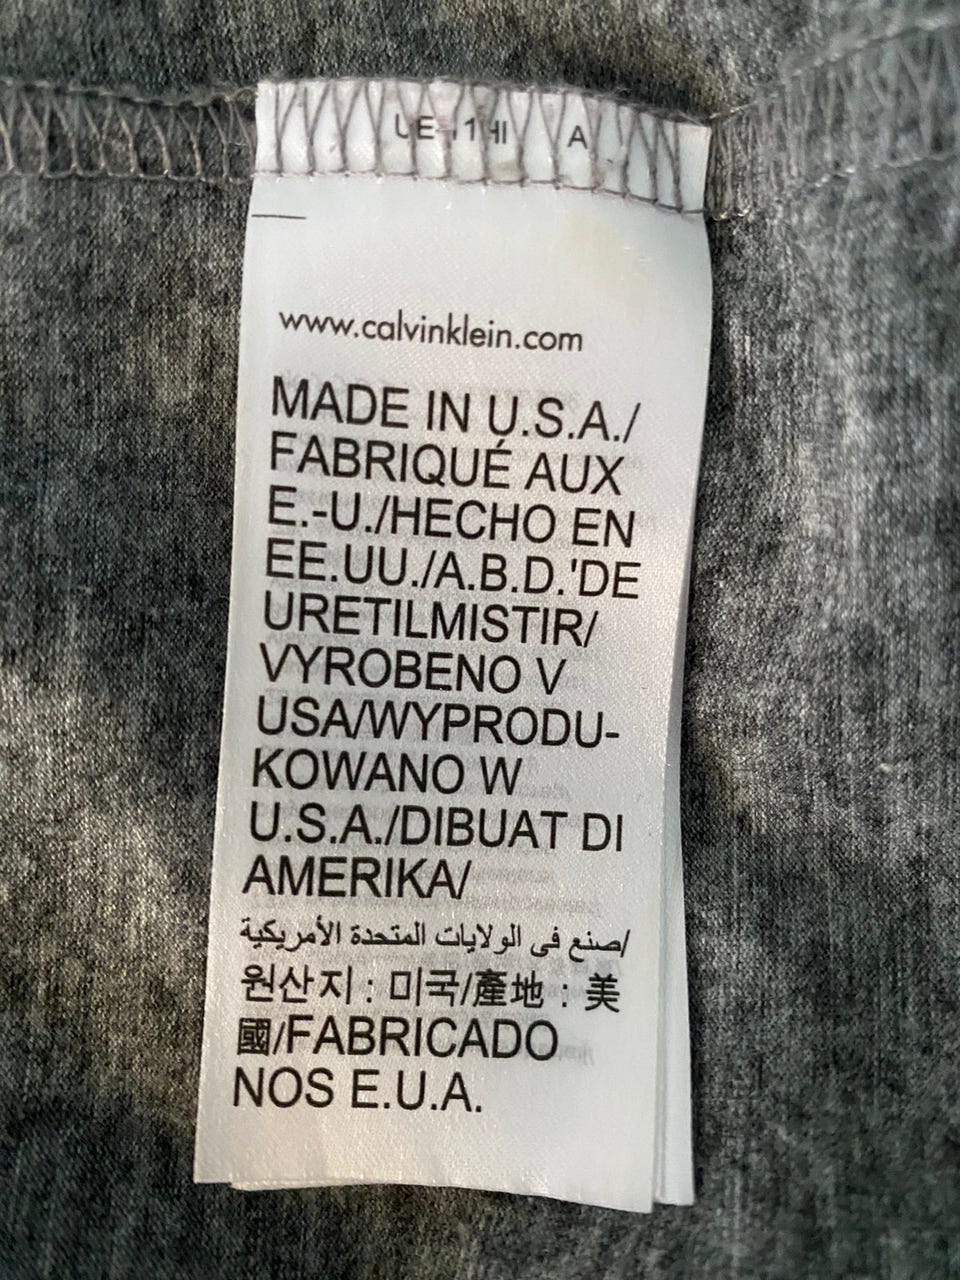 www.calvinklein.com
MADE IN U.S.A./
FABRIQUÉ AUX
E.-U./HECHO EN
EE.UU./A.B.D.'DE
URETILMISTIR/
VYROBENO V
USA/WYPRODU-
KOWANO W
U.S.A./DIBUAT DI
AMERIKA/
/صنع فى الولايات المتحدة الأمريكية
원산지 : 미국/產地 : 美
國/FABRICADO
NOS E.U.A.